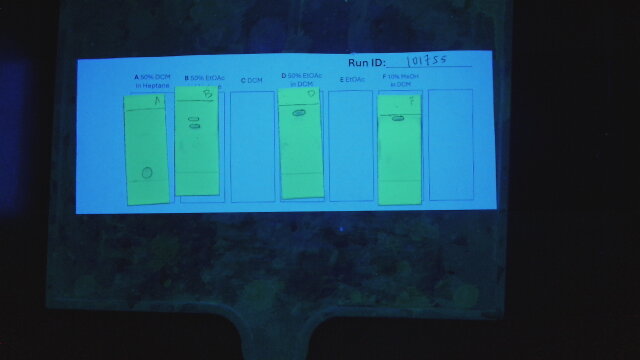 Run ID: 101755
A 50% DCM in Heptane
B 50% EtOAc
C DCM
D 50% EtOAc in DCM
E EtOAc
F 10% MeOH in DCM
A
B
D
F